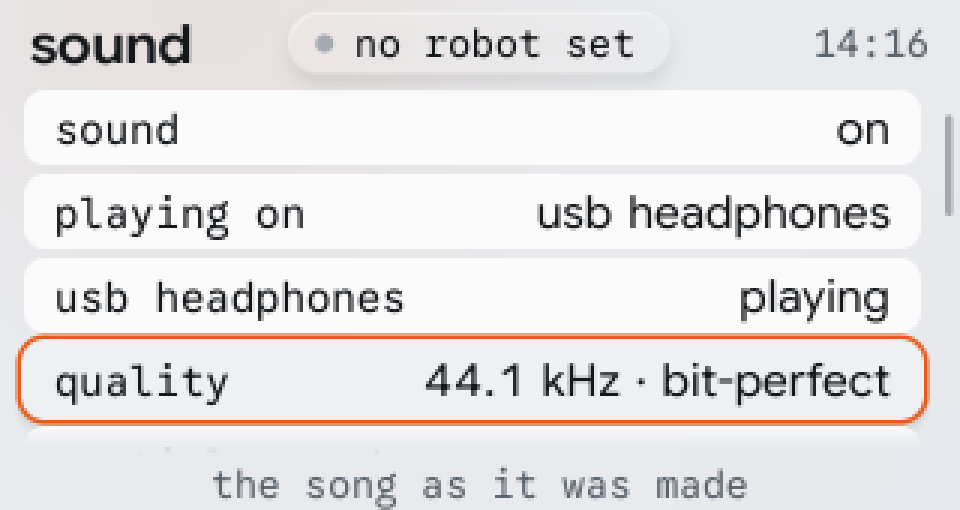 sound
no robot set
14:16
sound on
playing on usb headphones
usb headphones playing
quality 44.1 kHz · bit-perfect
the song as it was made